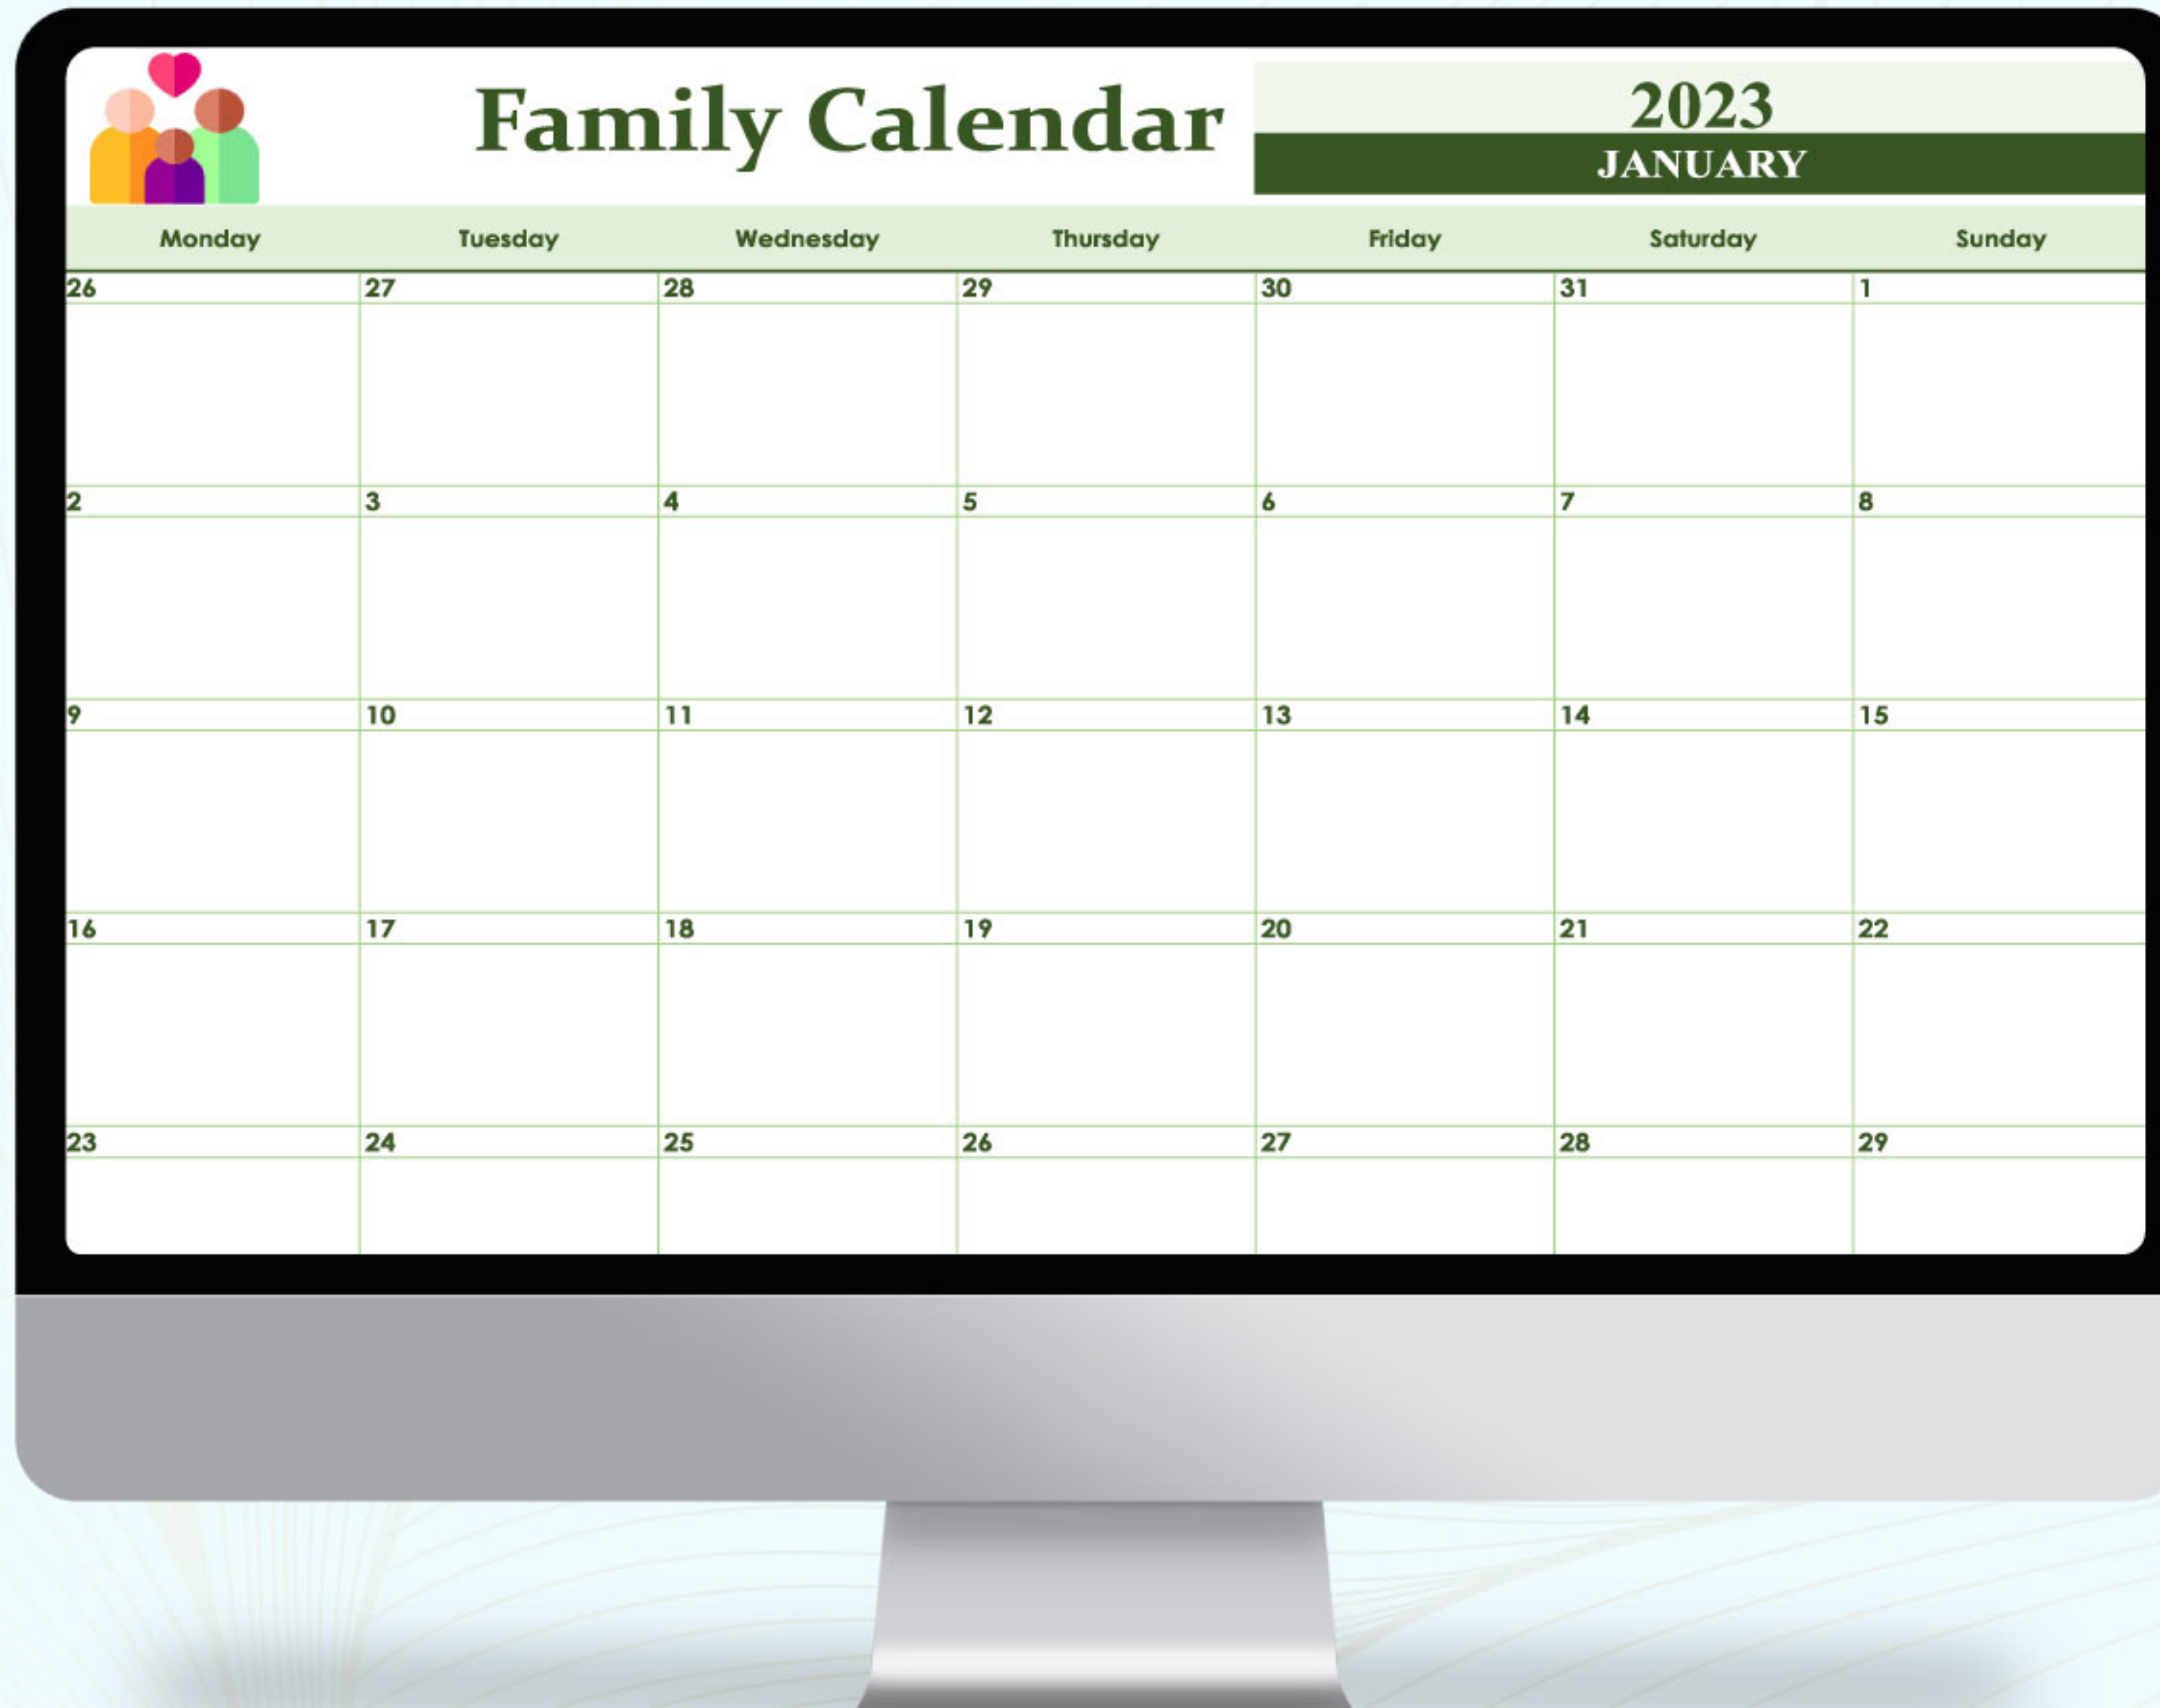 Family Calendar
2023
JANUARY
Monday Tuesday Wednesday Thursday Friday Saturday Sunday
26 27 28 29 30 31 1
2 3 4 5 6 7 8
9 10 11 12 13 14 15
16 17 18 19 20 21 22
23 24 25 26 27 28 29